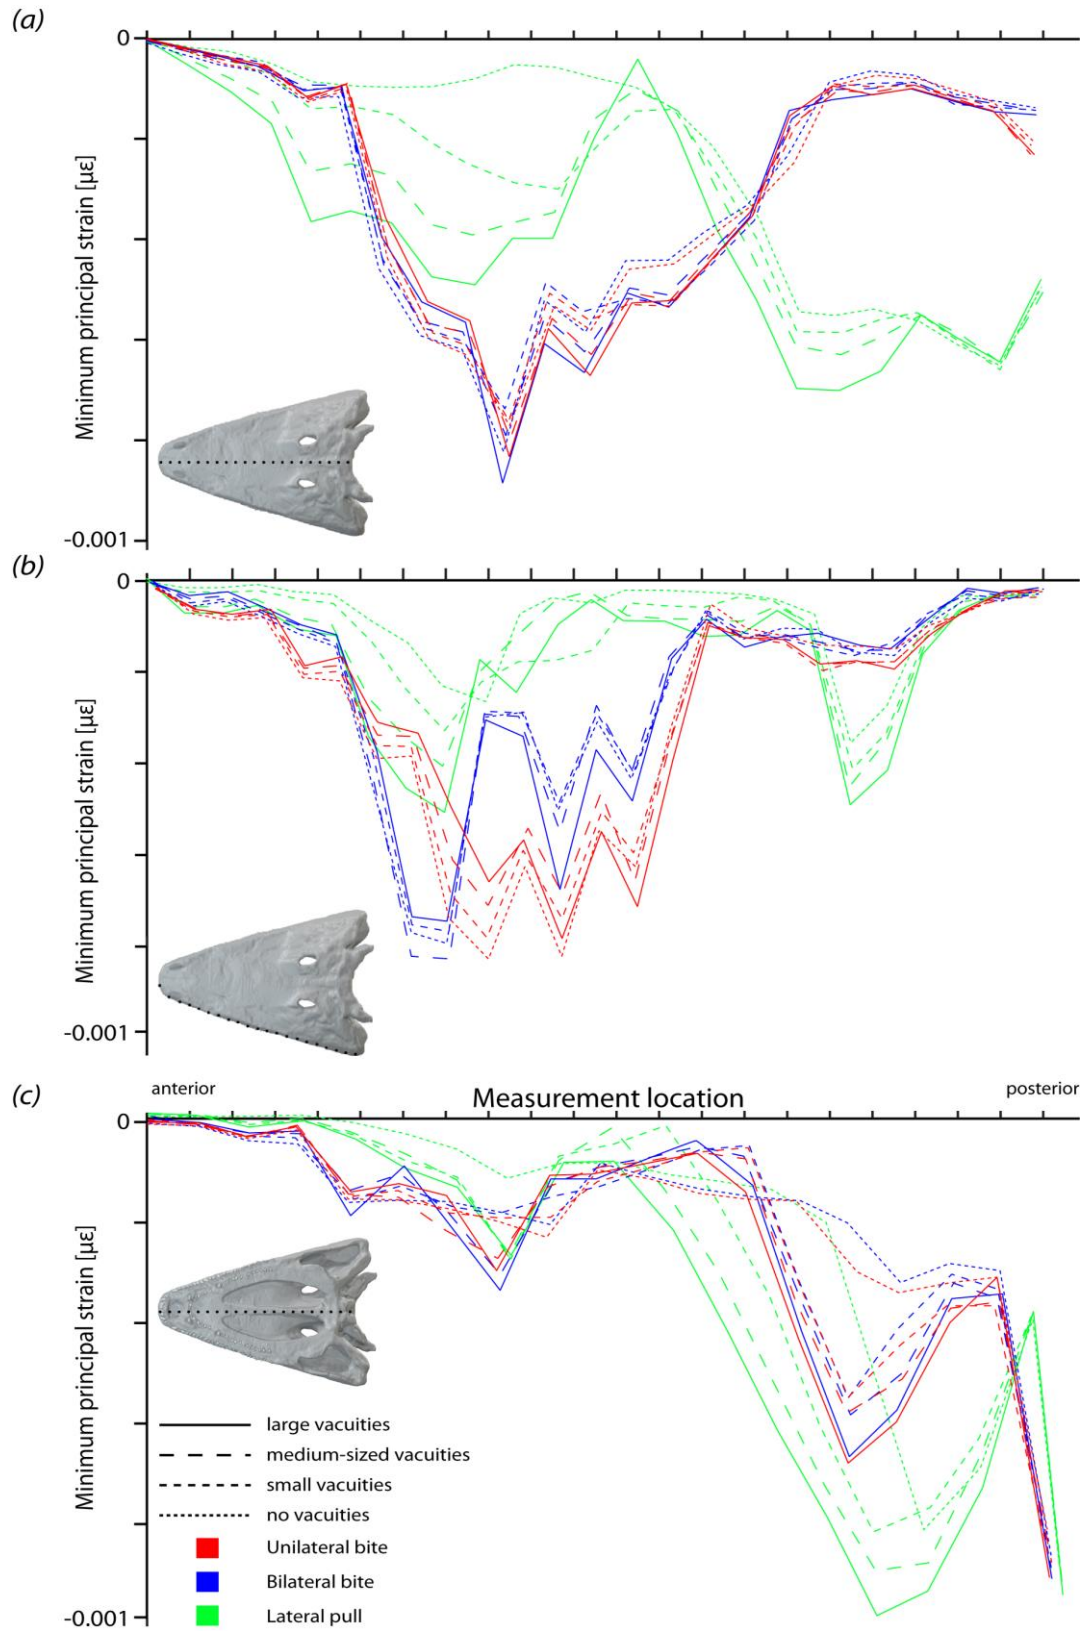 (a)
0
Minimum principal strain [με]
-0.001
(b)
0
Minimum principal strain [με]
-0.001
anterior
Measurement location
posterior
(c)
0
Minimum principal strain [με]
large vacuities
medium-sized vacuities
small vacuities
no vacuities
Unilateral bite
Bilateral bite
Lateral pull
-0.001